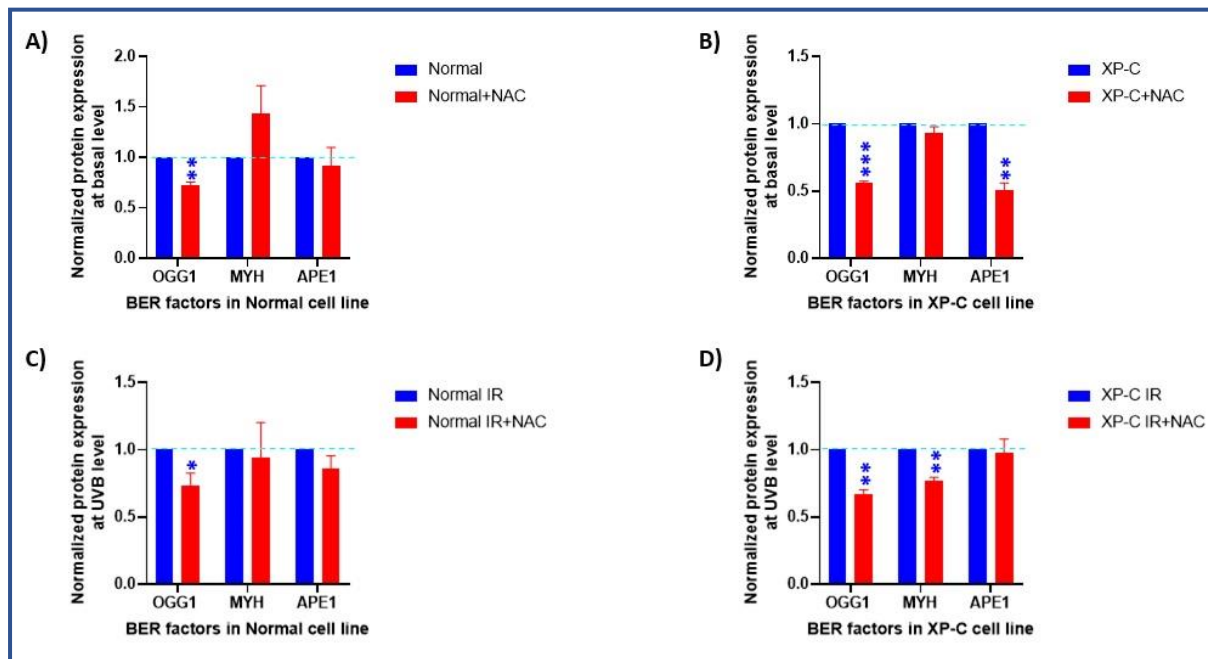 A)
Normalized protein expression
at basal level
2.0
1.5
1.0
0.5
0.0
**
OGG1 MYH APE1
BER factors in Normal cell line
Normal
Normal+NAC
B)
Normalized protein expression
at basal level
1.5
1.0
0.5
0.0
***
**
OGG1 MYH APE1
BER factors in XP-C cell line
XP-C
XP-C+NAC
C)
Normalized protein expression
at UVB level
1.5
1.0
0.5
0.0
*
OGG1 MYH APE1
BER factors in Normal cell line
Normal IR
Normal IR+NAC
D)
Normalized protein expression
at UVB level
1.5
1.0
0.5
0.0
**
**
OGG1 MYH APE1
BER factors in XP-C cell line
XP-C IR
XP-C IR+NAC